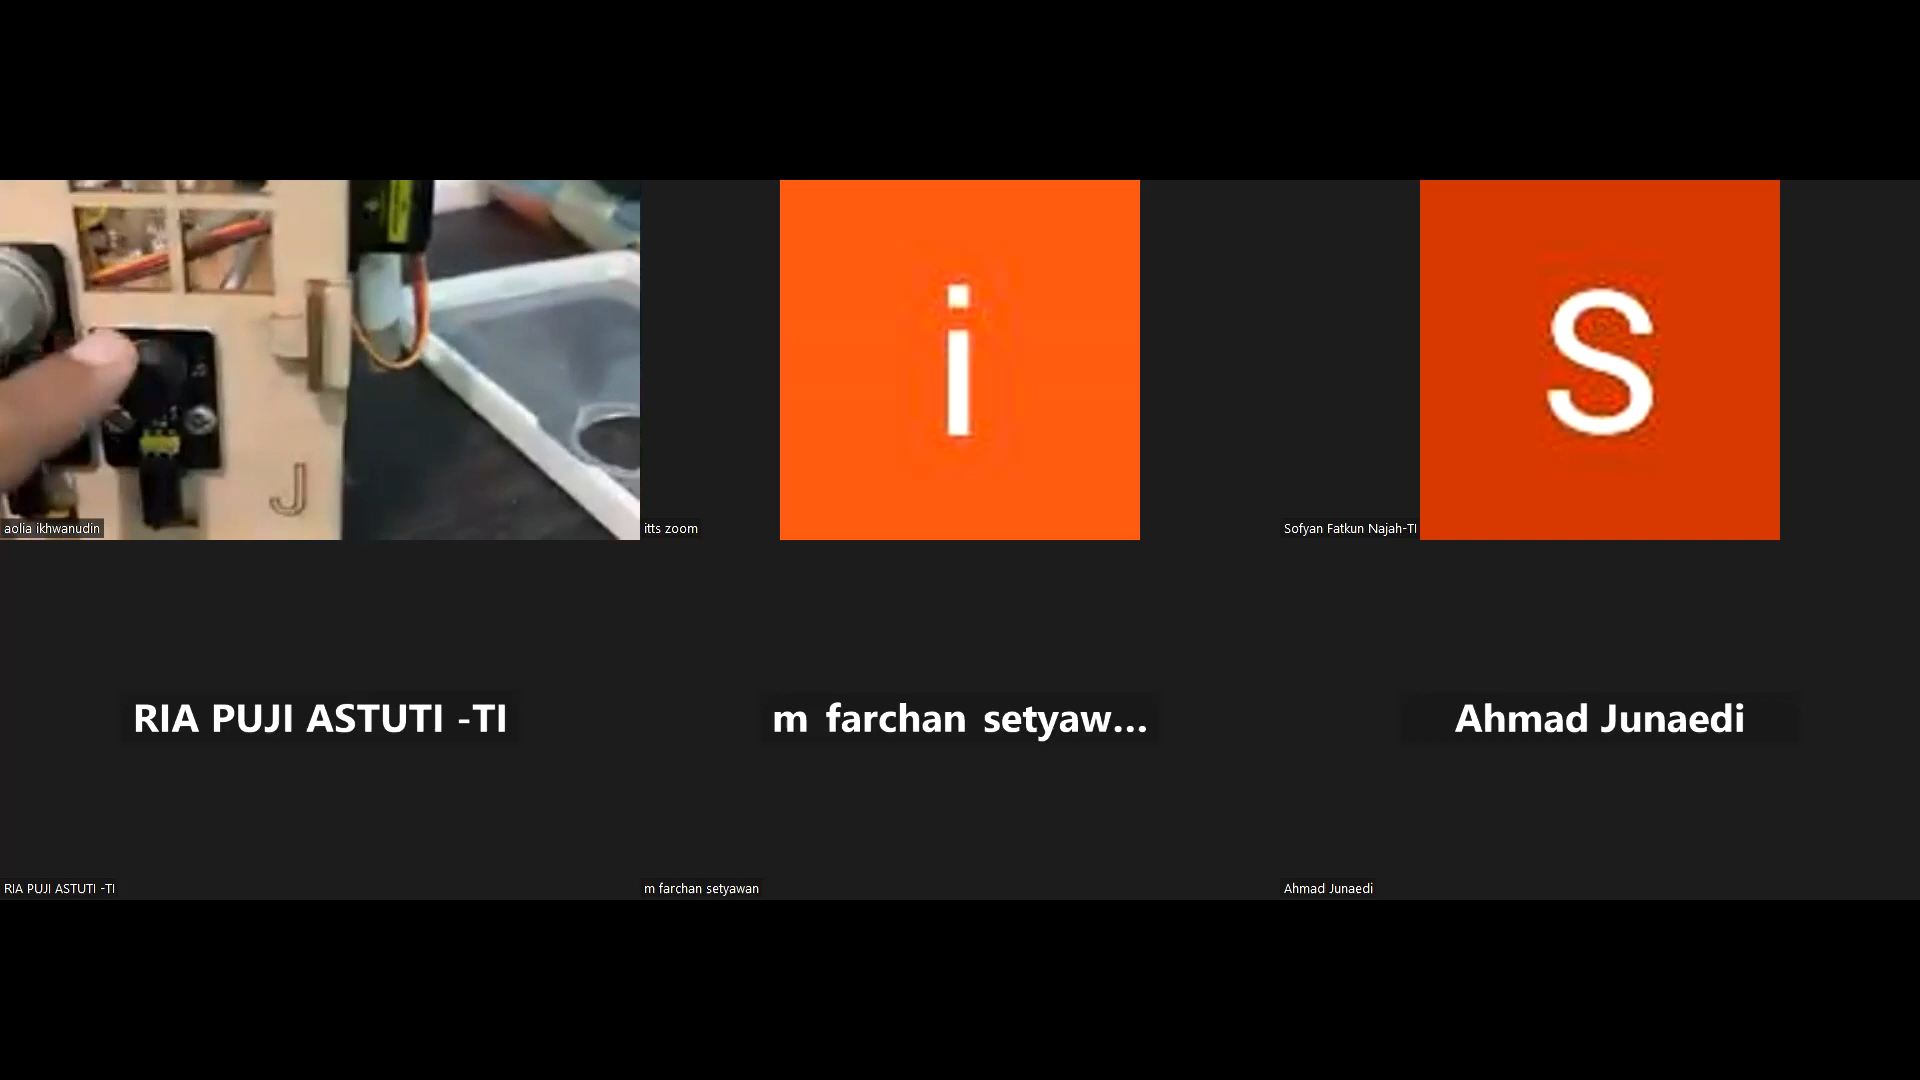 J
aolia ikhwanudin
i
itts zoom
S
Sofyan Fatkun Najah-TI
RIA PUJI ASTUTI -TI
m farchan setyaw...
Ahmad Junaedi
RIA PUJI ASTUTI -TI
m farchan setyawan
Ahmad Junaedi